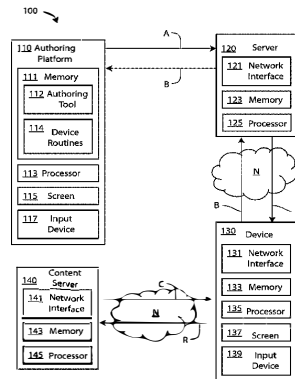 100
A
110 Authoring
Platform
111 Memory
112 Authoring
Tool
114 Device
Routines
113 Processor
115 Screen
117 Input
Device
B
120 Server
121 Network
Interface
123 Memory
125 Processor
N
B
130 Device
131 Network
Interface
133 Memory
135 Processor
137 Screen
139 Input
Device
140 Content
Server
141 Network
Interface
143 Memory
145 Processor
C
N
R